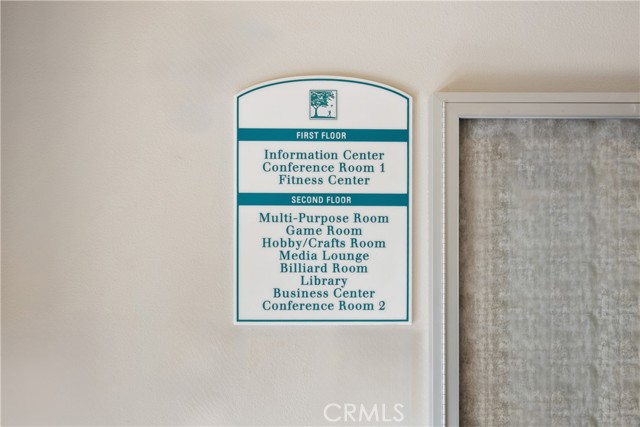 FIRST FLOOR
Information Center
Conference Room 1
Fitness Center
SECOND FLOOR
Multi-Purpose Room
Game Room
Hobby/Crafts Room
Media Lounge
Billiard Room
Library
Business Center
Conference Room 2
CRMLS